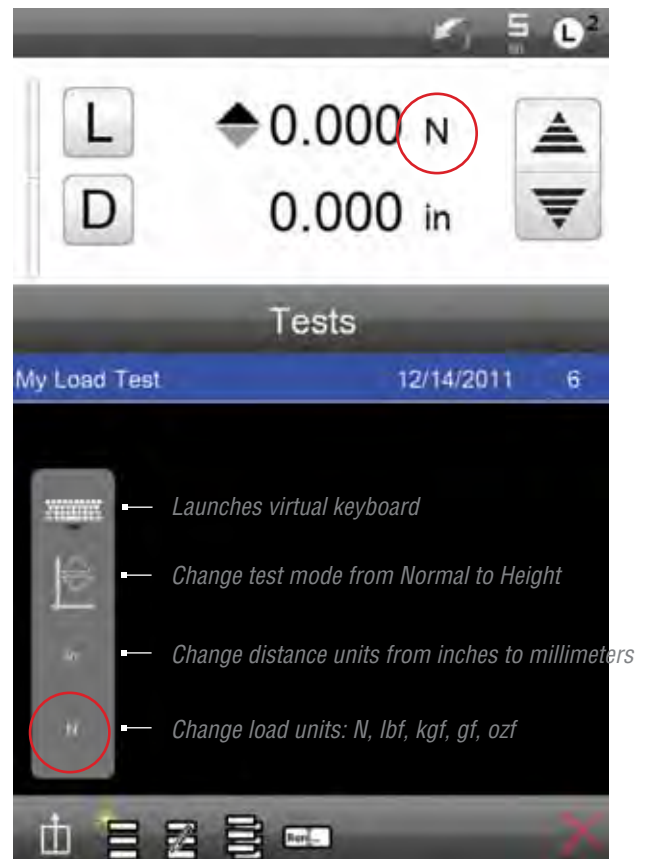 L 2
L 0.000 N
D 0.000 in
Tests
My Load Test 12/14/2011 6
Launches virtual keyboard
Change test mode from Normal to Height
in Change distance units from inches to millimeters
N Change load units: N, lbf, kgf, gf, ozf